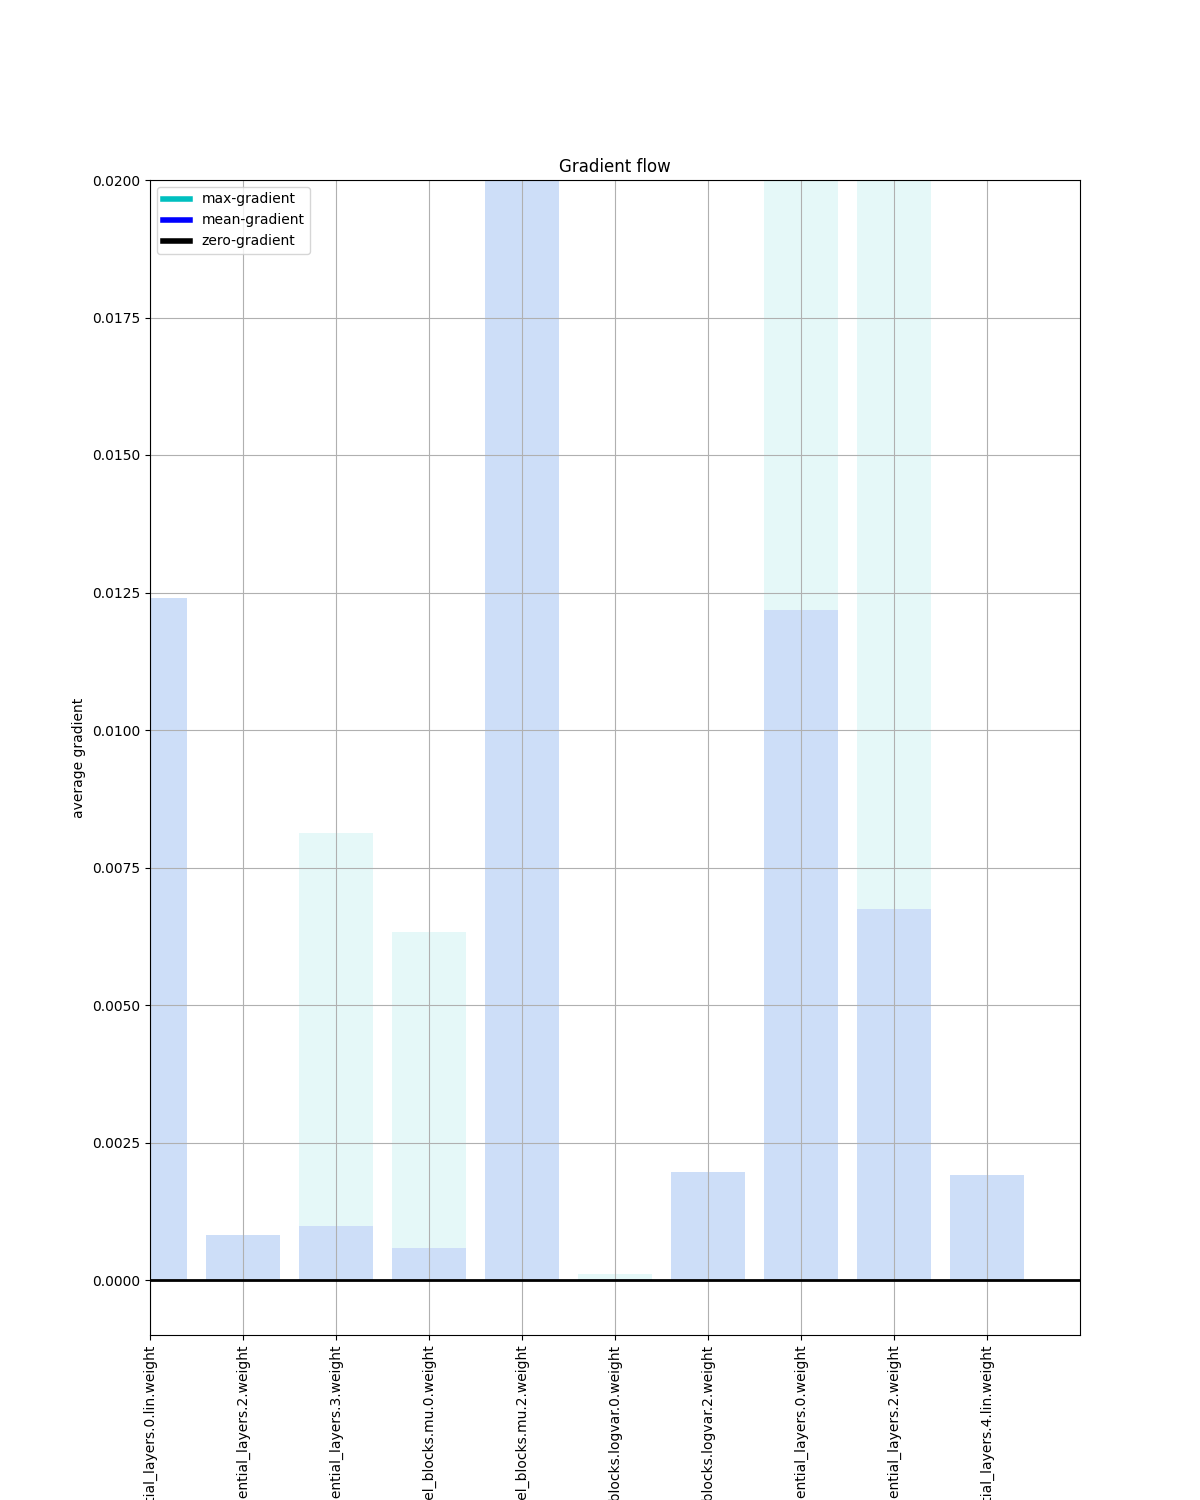 Gradient flow
max-gradient
mean-gradient
zero-gradient
0.0200
0.0175
0.0150
0.0125
0.0100
0.0075
0.0050
0.0025
0.0000
average gradient
tial_layers.0.lin.weight
ential_layers.2.weight
ential_layers.3.weight
el_blocks.mu.0.weight
el_blocks.mu.2.weight
blocks.logvar.0.weight
blocks.logvar.2.weight
ential_layers.0.weight
ential_layers.2.weight
tial_layers.4.lin.weight